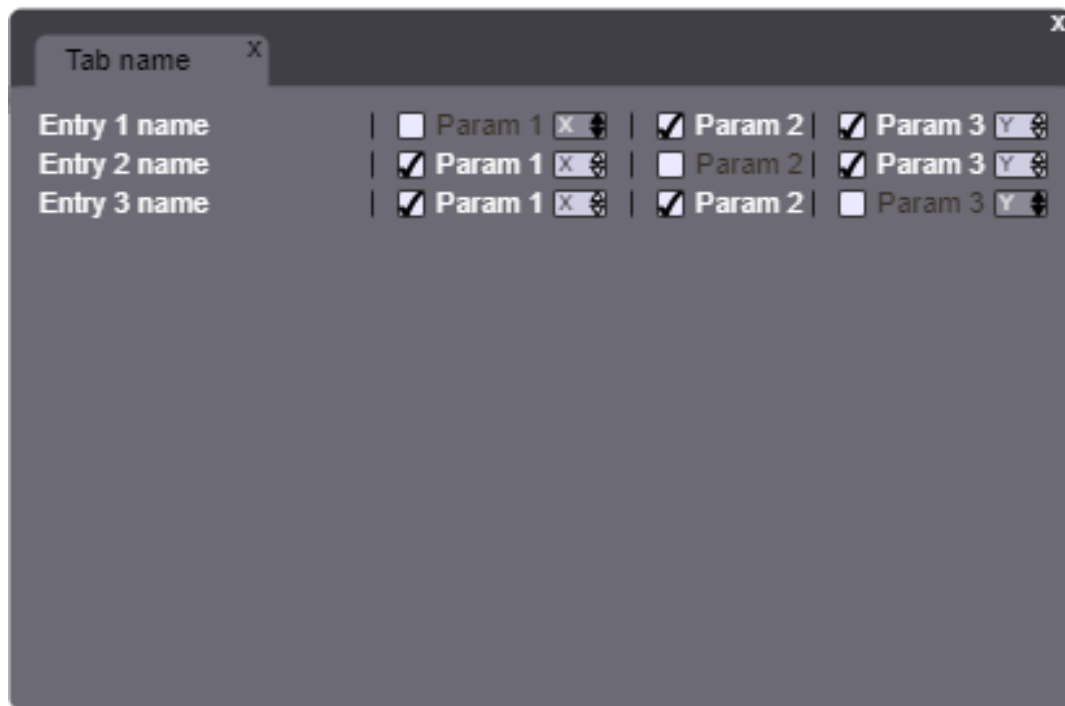 X
Tab name X
Entry 1 name | Param 1 X | Param 2 | Param 3 Y
Entry 2 name | Param 1 X | Param 2 | Param 3 Y
Entry 3 name | Param 1 X | Param 2 | Param 3 Y